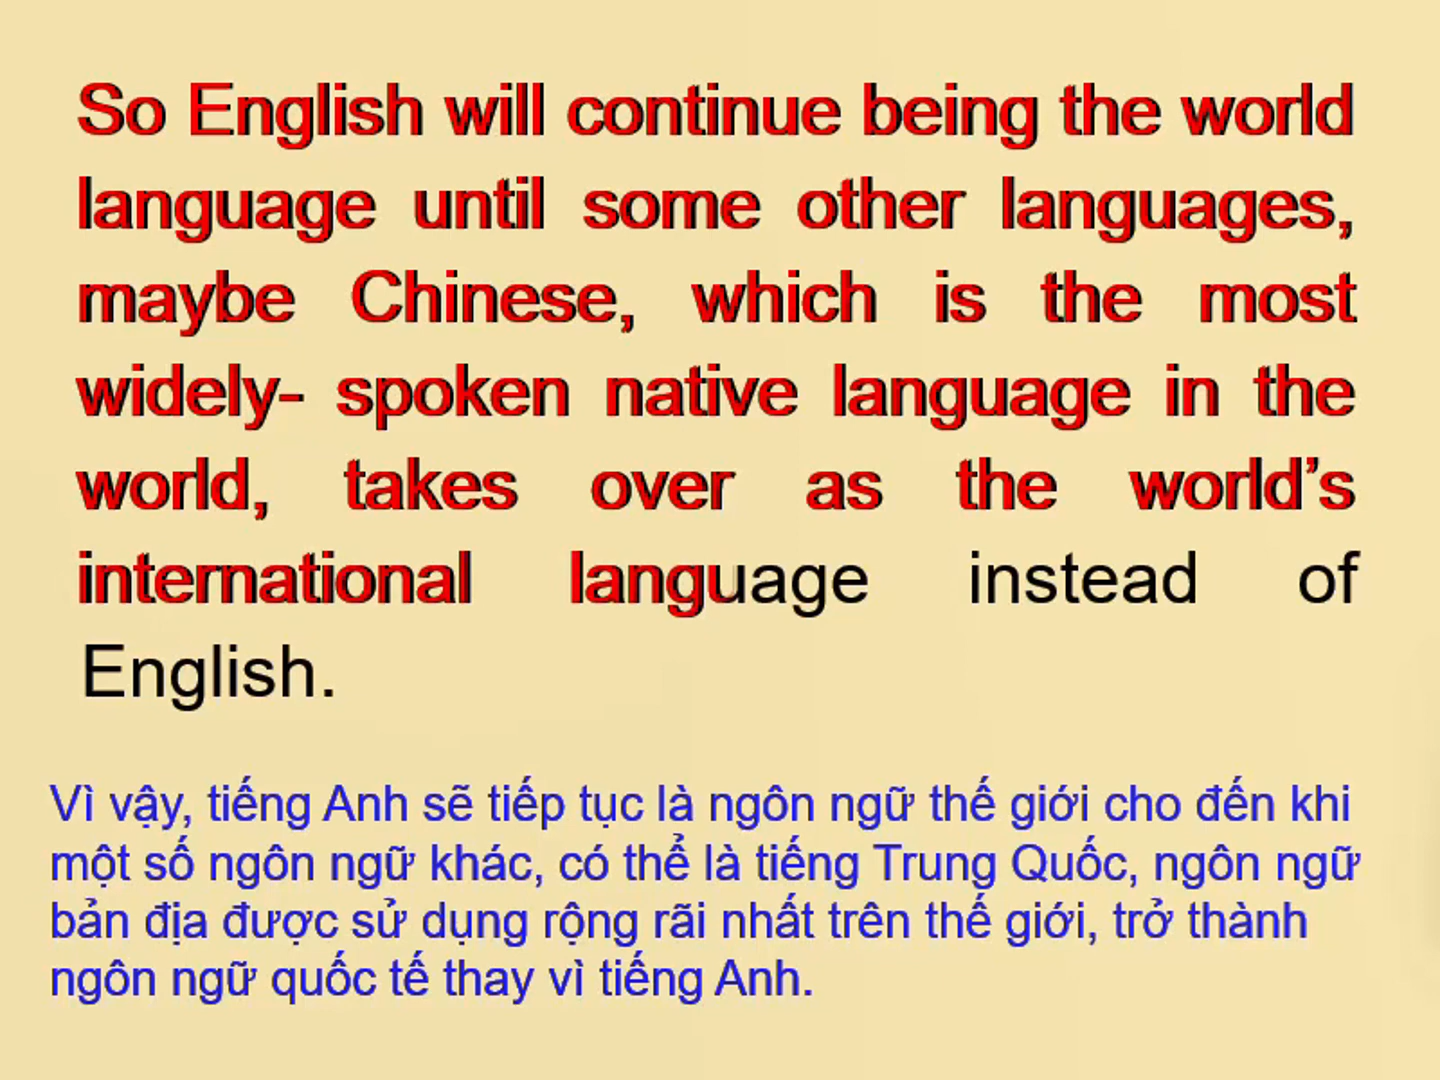 So English will continue being the world
language until some other languages,
maybe Chinese, which is the most
widely- spoken native language in the
world, takes over as the world’s
international language instead of
English.
Vì vậy, tiếng Anh sẽ tiếp tục là ngôn ngữ thế giới cho đến khi
một số ngôn ngữ khác, có thể là tiếng Trung Quốc, ngôn ngữ
bản địa được sử dụng rộng rãi nhất trên thế giới, trở thành
ngôn ngữ quốc tế thay vì tiếng Anh.